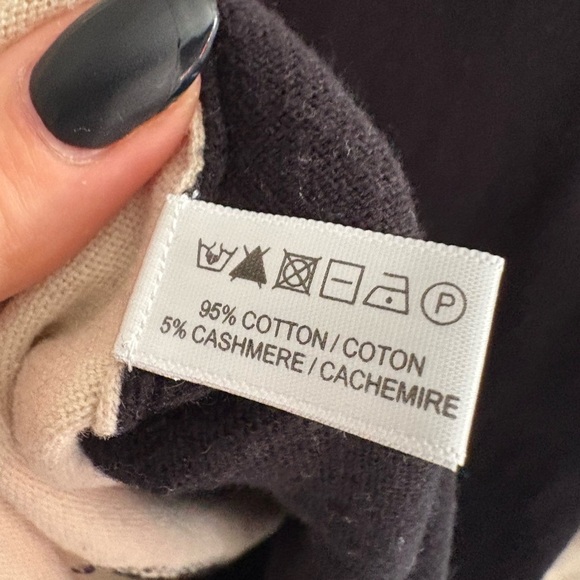 P
95% COTTON / COTON
5% CASHMERE / CACHEMIRE